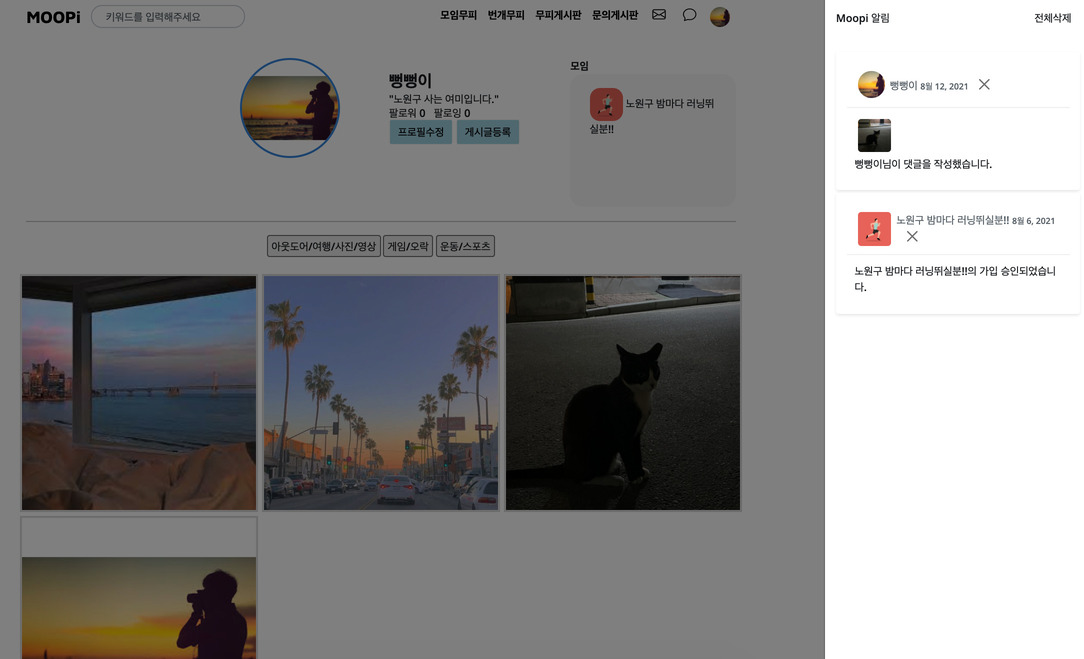 MOOPi
키워드를 입력해주세요
모임무피 번개무피 무피게시판 문의게시판
뻥뻥이
"노원구 사는 여미입니다."
팔로워 0 팔로잉 0
프로필수정 게시글등록
모임
노원구 밤마다 러닝뛰
실분!!
아웃도어/여행/사진/영상 게임/오락 운동/스포츠
Moopi 알림
전체삭제
뻥뻥이 8월 12, 2021
뻥뻥이님이 댓글을 작성했습니다.
노원구 밤마다 러닝뛰실분!! 8월 6, 2021
노원구 밤마다 러닝뛰실분!!의 가입 승인되었습니
다.